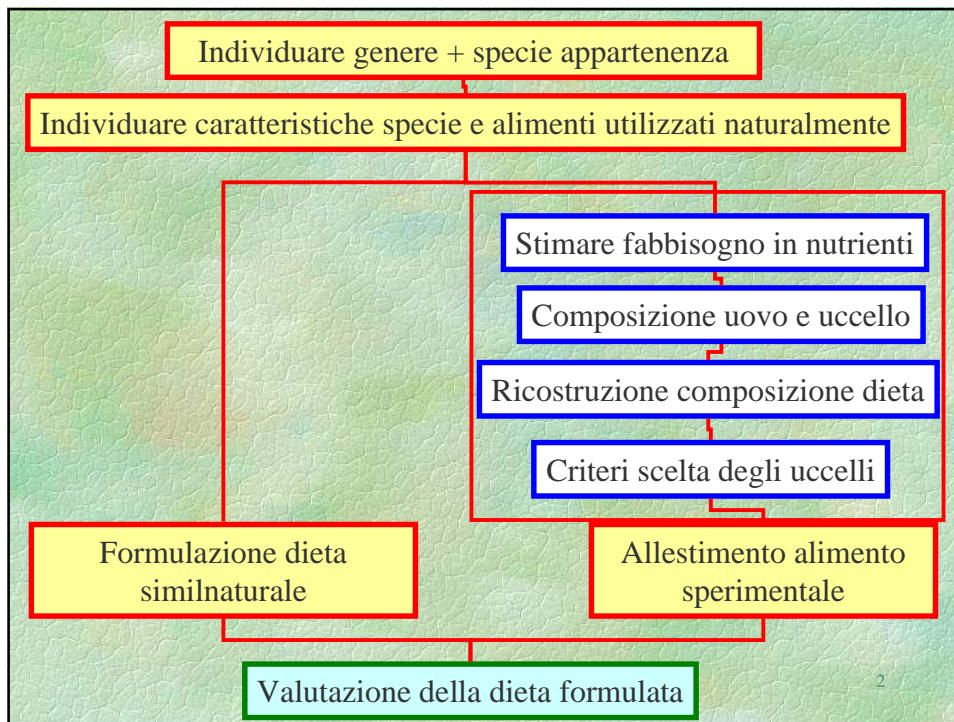 Individuare genere + specie appartenenza
Individuare caratteristiche specie e alimenti utilizzati naturalmente
Stimare fabbisogno in nutrienti
Composizione uovo e uccello
Ricostruzione composizione dieta
Criteri scelta degli uccelli
Formulazione dieta
similnaturale
Allestimento alimento
sperimentale
Valutazione della dieta formulata
2